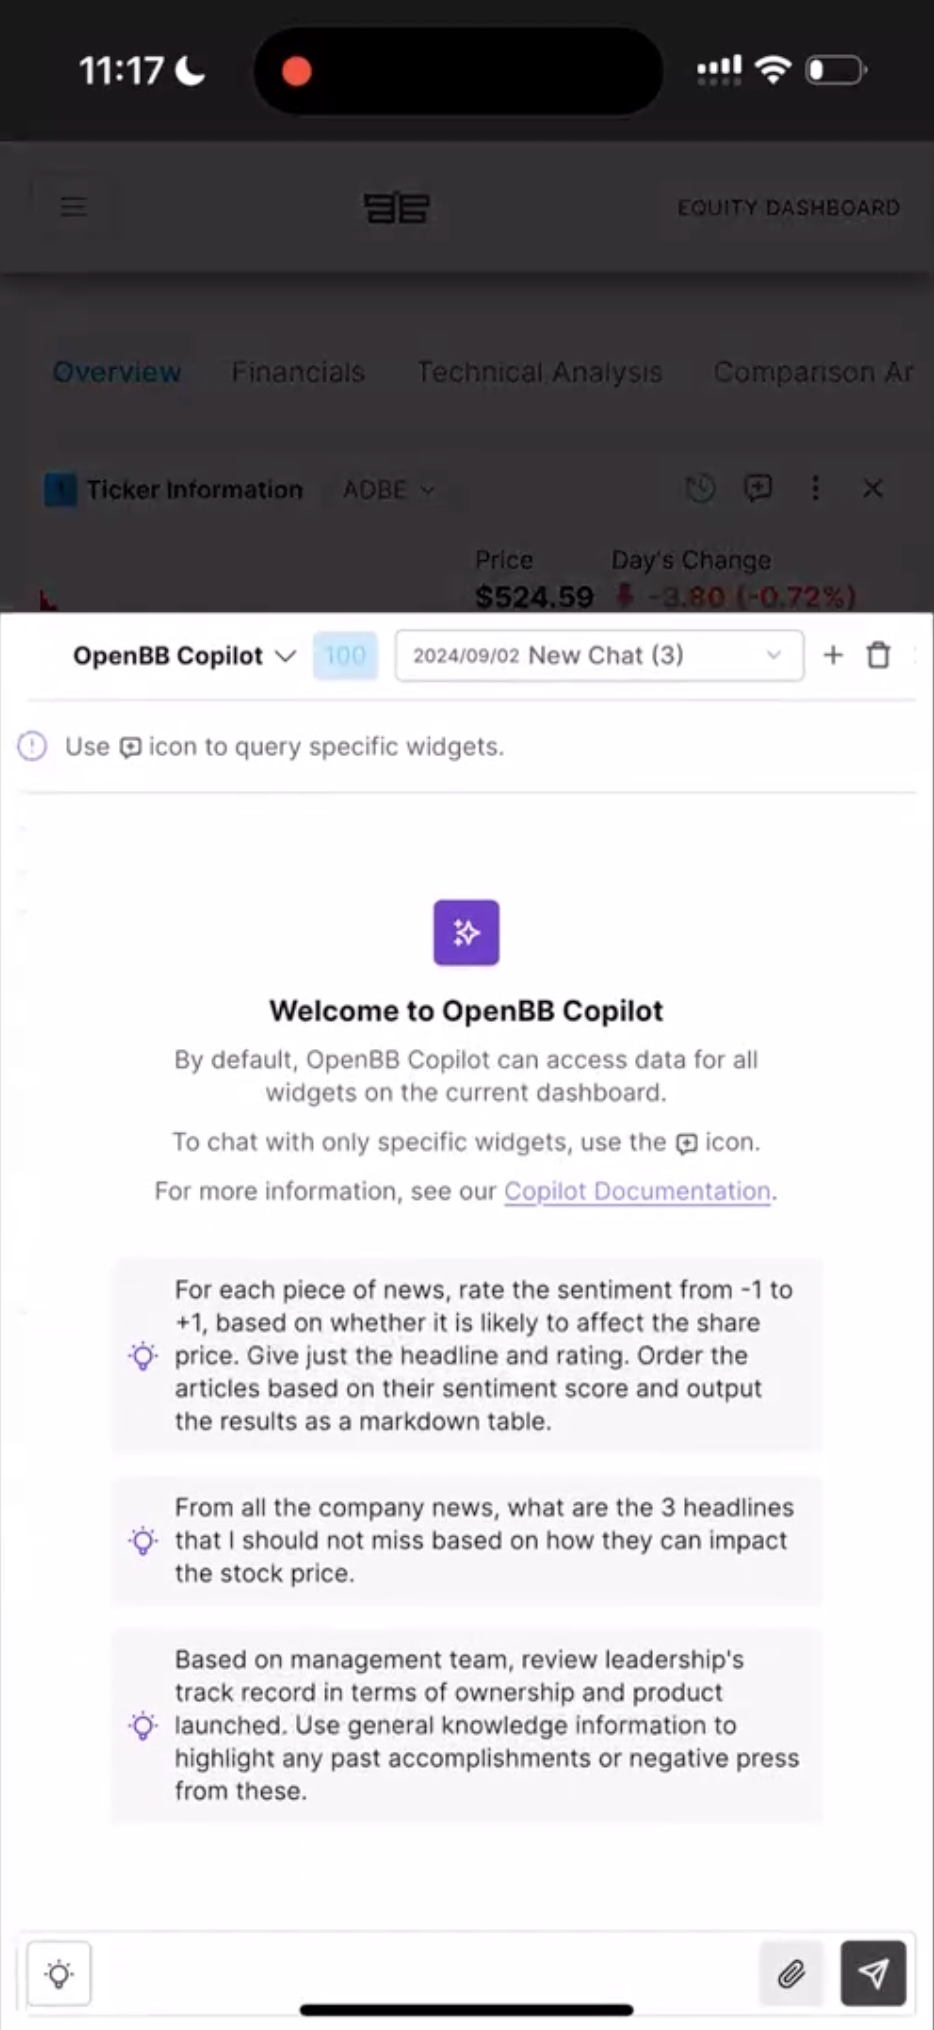 11:17
EQUITY DASHBOARD
Overview Financials Technical Analysis Comparison Ar
1 Ticker Information ADBE
Price Day's Change
$524.59 -3.80 (-0.72%)
OpenBB Copilot 100 2024/09/02 New Chat (3)
Use icon to query specific widgets.
Welcome to OpenBB Copilot
By default, OpenBB Copilot can access data for all
widgets on the current dashboard.
To chat with only specific widgets, use the icon.
For more information, see our Copilot Documentation.
For each piece of news, rate the sentiment from -1 to
+1, based on whether it is likely to affect the share
price. Give just the headline and rating. Order the
articles based on their sentiment score and output
the results as a markdown table.
From all the company news, what are the 3 headlines
that I should not miss based on how they can impact
the stock price.
Based on management team, review leadership's
track record in terms of ownership and product
launched. Use general knowledge information to
highlight any past accomplishments or negative press
from these.